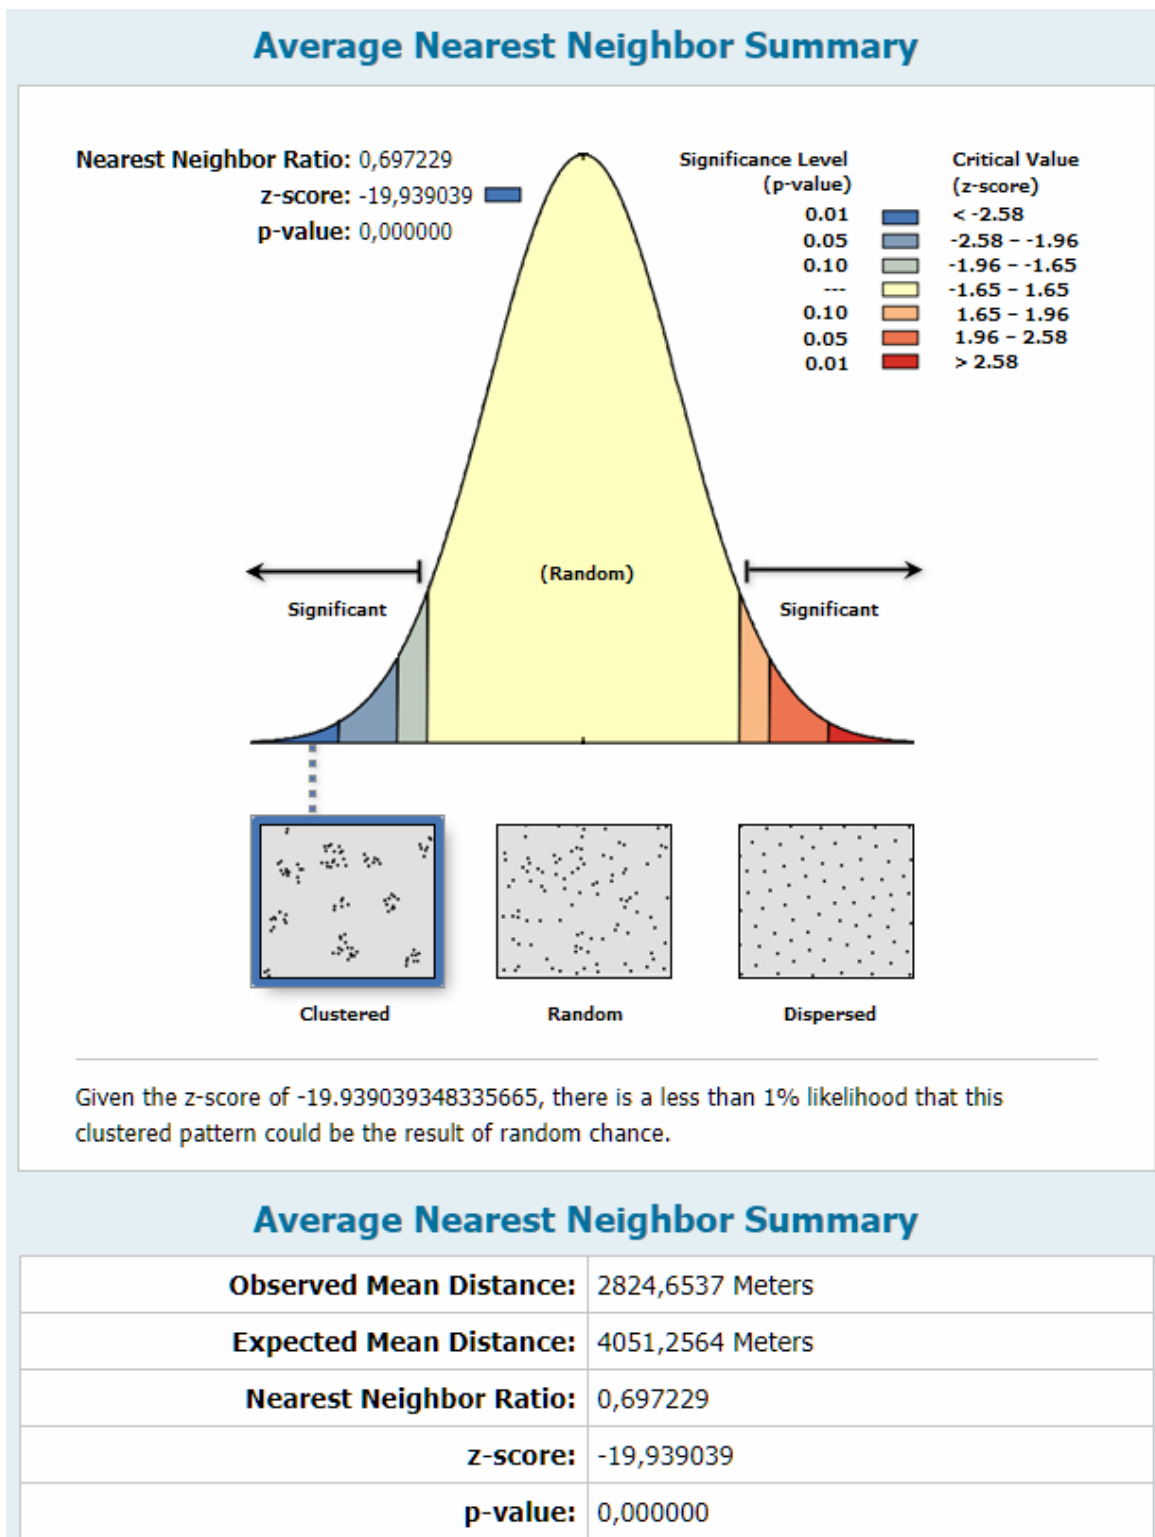 Average Nearest Neighbor Summary
Nearest Neighbor Ratio: 0,697229
z-score: -19,939039
p-value: 0,000000
Significance Level Critical Value
(p-value) (z-score)
0.01 < -2.58
0.05 -2.58 – -1.96
0.10 -1.96 – -1.65
--- -1.65 – 1.65
0.10 1.65 – 1.96
0.05 1.96 – 2.58
0.01 > 2.58
(Random)
Significant Significant
Clustered Random Dispersed
Given the z-score of -19.939039348335665, there is a less than 1% likelihood that this
clustered pattern could be the result of random chance.
Average Nearest Neighbor Summary
Observed Mean Distance: 2824,6537 Meters
Expected Mean Distance: 4051,2564 Meters
Nearest Neighbor Ratio: 0,697229
z-score: -19,939039
p-value: 0,000000